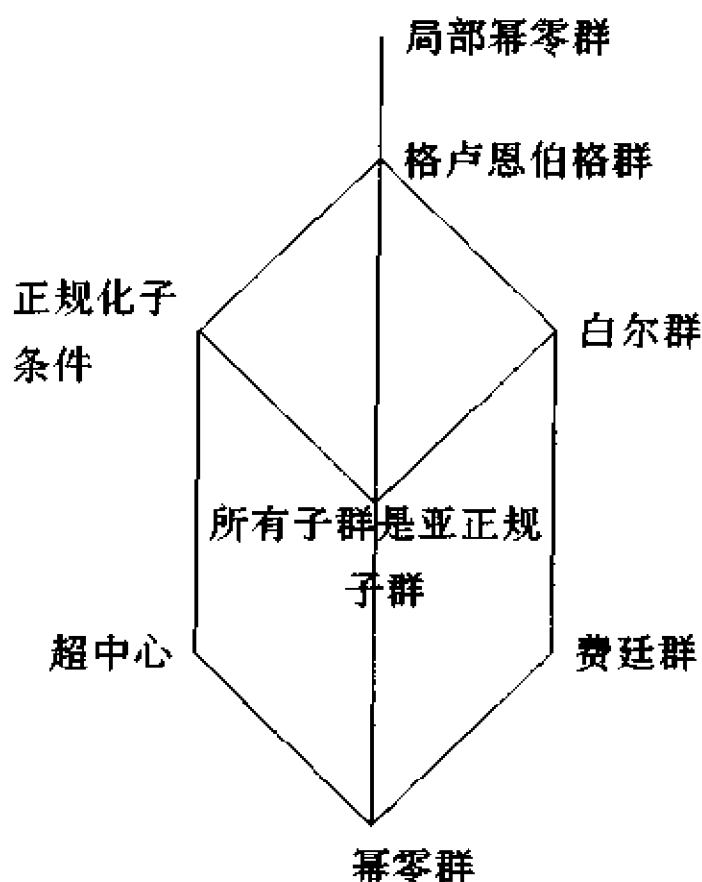 局部幂零群
格卢恩伯格群
正规化子
条件
白尔群
所有子群是亚正规
子群
超中心
费廷群
幂零群